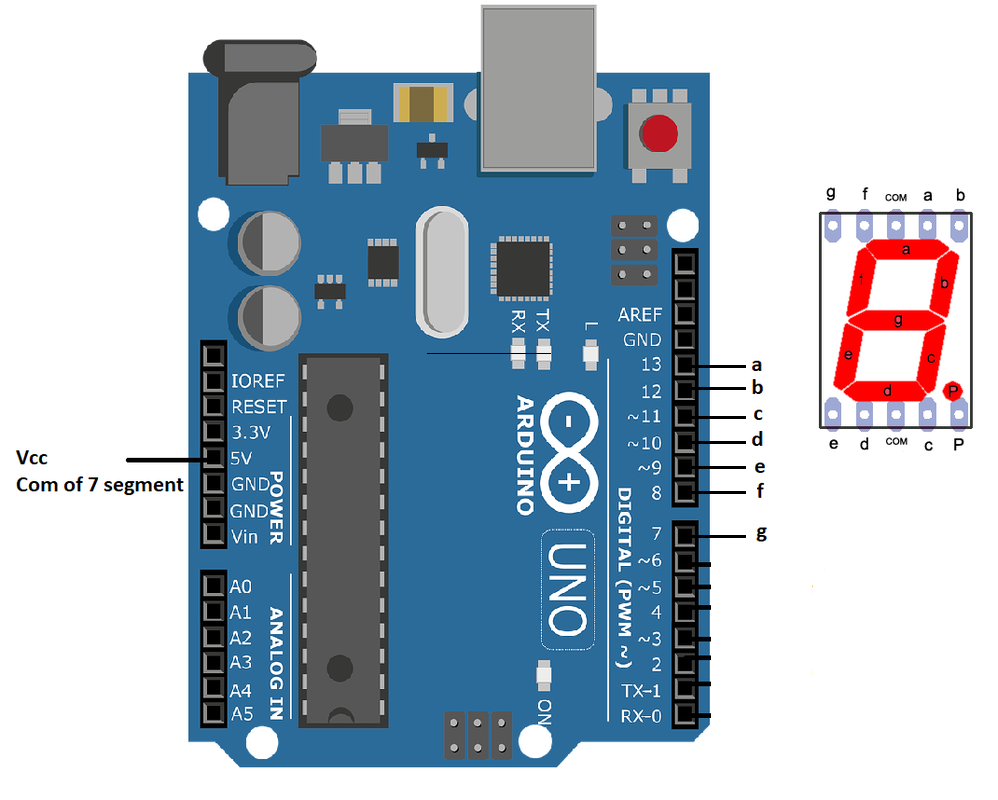 g f COM a b
a
f b
g
e c
d P
e d COM c P
RX TX L
AREF
GND
13 a
12 b
~11 c
~10 d
~9 e
8 f
7 g
~6
~5
4
~3
2
TX-1
RX-0
DIGITAL (PWM ~)
ARDUINO
UNO
ON
IOREF
RESET
3.3V
5V
GND
GND
Vin
POWER
Vcc
Com of 7 segment
A0
A1
A2
A3
A4
A5
ANALOG IN